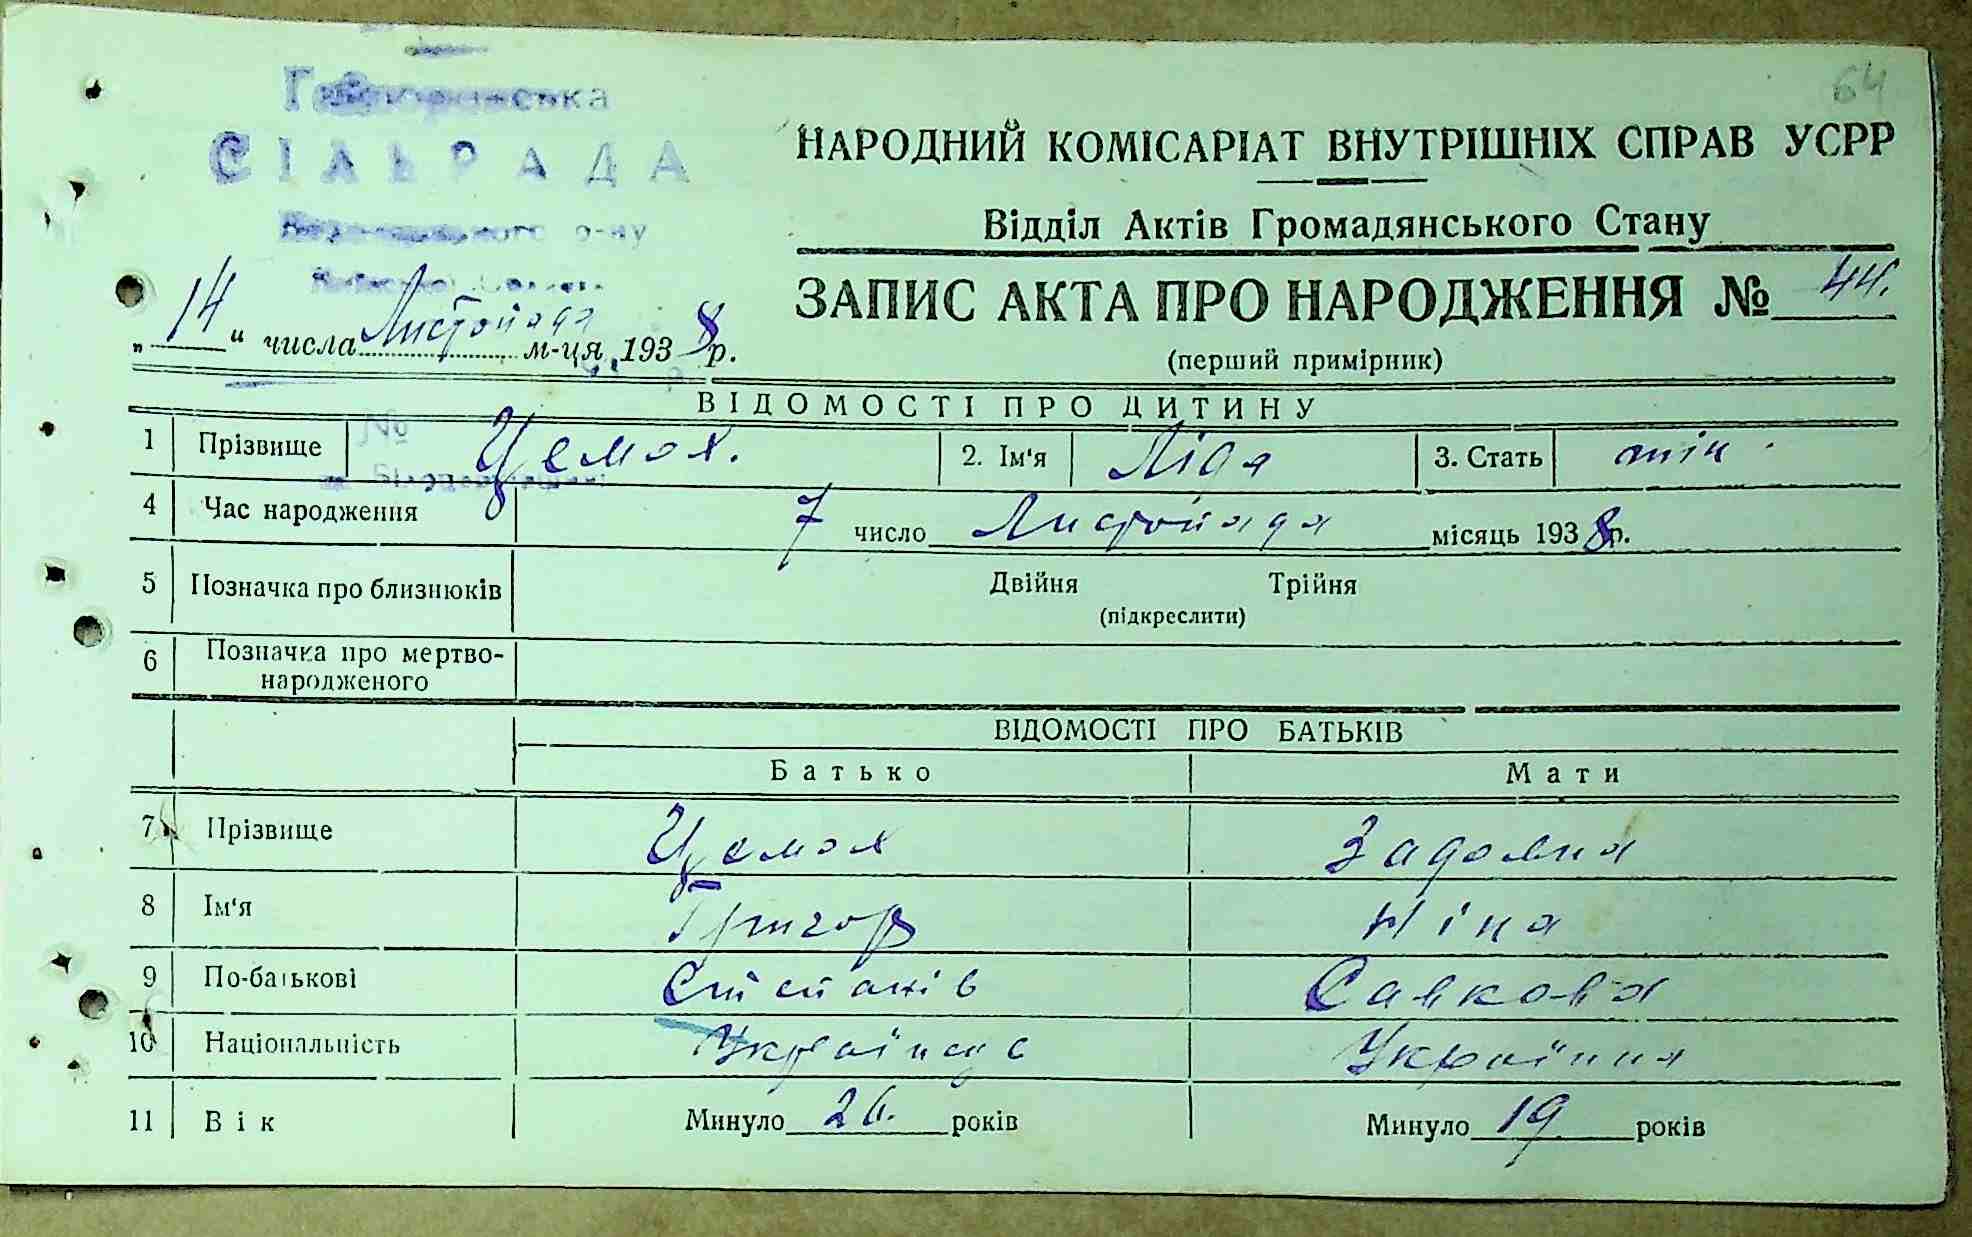 64
СІЛЬРАДА
р-ну
НАРОДНИЙ КОМІСАРІАТ ВНУТРІШНІХ СПРАВ УСРР
Відділ Актів Громадянського Стану
ЗАПИС АКТА ПРО НАРОДЖЕННЯ № 44.
(перший примірник)
„14“ числа Листопада м-ця 1938 р.
ВІДОМОСТІ ПРО ДИТИНУ
№
1 Прізвище Цемох. 2. Ім'я Ліда 3. Стать жін.
4 Час народження 7 число Листопада місяць 1938 р.
5 Позначка про близнюків Двійня Трійня
(підкреслити)
6 Позначка про мертво-
народженого
ВІДОМОСТІ ПРО БАТЬКІВ
Батько Мати
7 Прізвище Цемох
8 Ім'я Григор Ніна
9 По-батькові Степанів Савкова
10 Національність Українець Українка
11 Вік Минуло 26. років Минуло 19 років